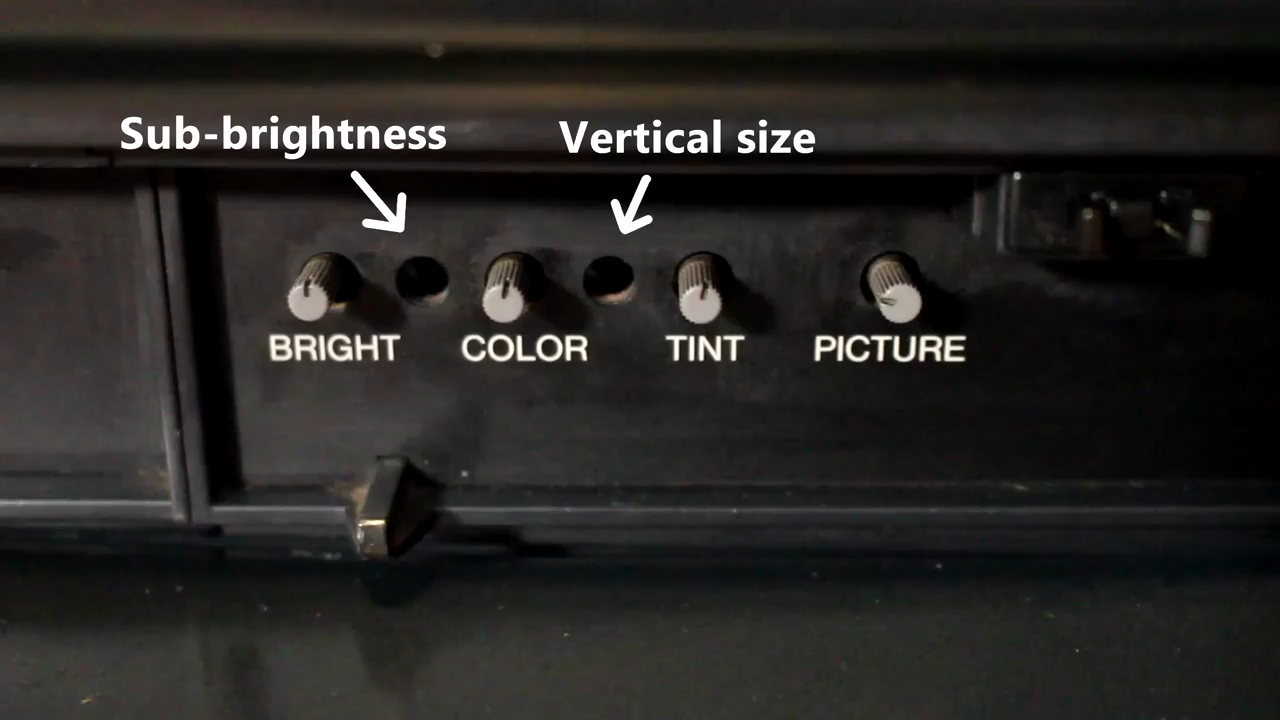 Sub-brightness
Vertical size
BRIGHT
COLOR
TINT
PICTURE